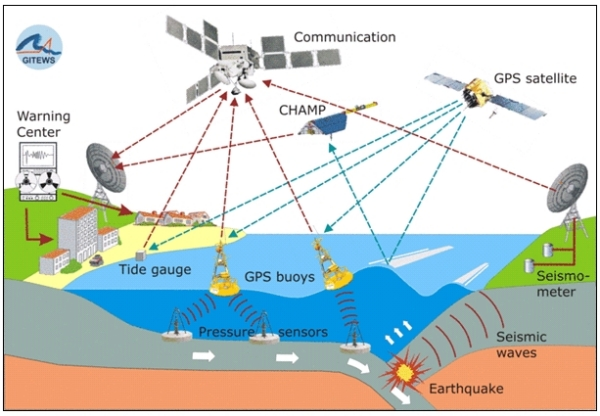 GITEWS
Communication
GPS satellite
CHAMP
Warning
Center
Tide gauge
GPS buoys
Seismo-
meter
Pressure sensors
Seismic
waves
Earthquake